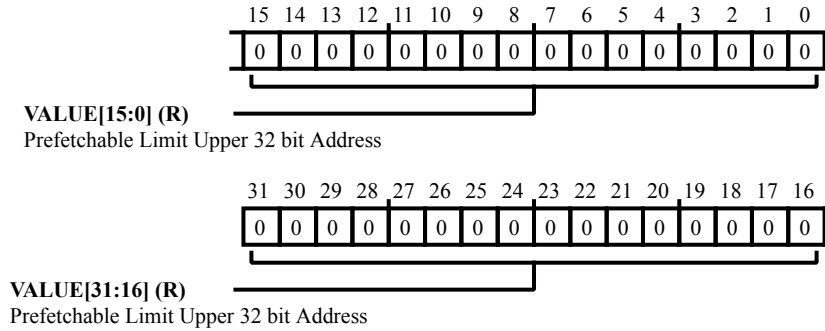 15 14 13 12 11 10 9 8 7 6 5 4 3 2 1 0
0 0 0 0 0 0 0 0 0 0 0 0 0 0 0 0
VALUE[15:0] (R)
Prefetchable Limit Upper 32 bit Address
31 30 29 28 27 26 25 24 23 22 21 20 19 18 17 16
0 0 0 0 0 0 0 0 0 0 0 0 0 0 0 0
VALUE[31:16] (R)
Prefetchable Limit Upper 32 bit Address